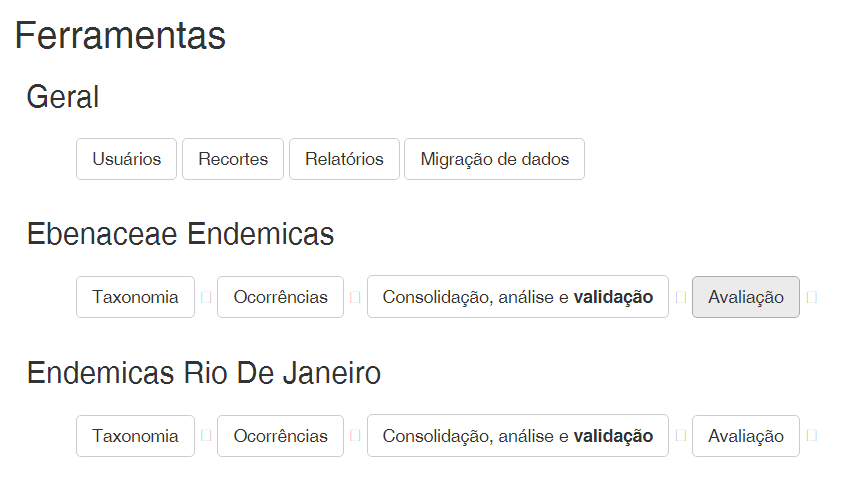 Ferramentas
Geral
Usuários Recortes Relatórios Migração de dados
Ebenaceae Endemicas
Taxonomia Ocorrências Consolidação, análise e validação Avaliação
Endemicas Rio De Janeiro
Taxonomia Ocorrências Consolidação, análise e validação Avaliação